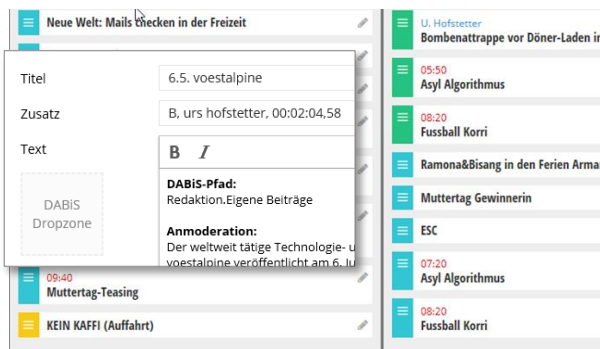 Neue Welt: Mails checken in der Freizeit
Titel
6.5. voestalpine
Zusatz
B, urs hofstetter, 00:02:04,58
Text
B I
DABiS
Dropzone
DABiS-Pfad:
Redaktion.Eigene Beiträge
Anmoderation:
Der weltweit tätige Technologie- u
voestalpine veröffentlicht am 6. Ju
09:40
Muttertag-Teasing
KEIN KAFFI (Auffahrt)
U. Hofstetter
Bombenattrappe vor Döner-Laden in
05:50
Asyl Algorithmus
08:20
Fussball Korri
Ramona&Bisang in den Ferien Arma
Muttertag Gewinnerin
ESC
07:20
Asyl Algorithmus
08:20
Fussball Korri